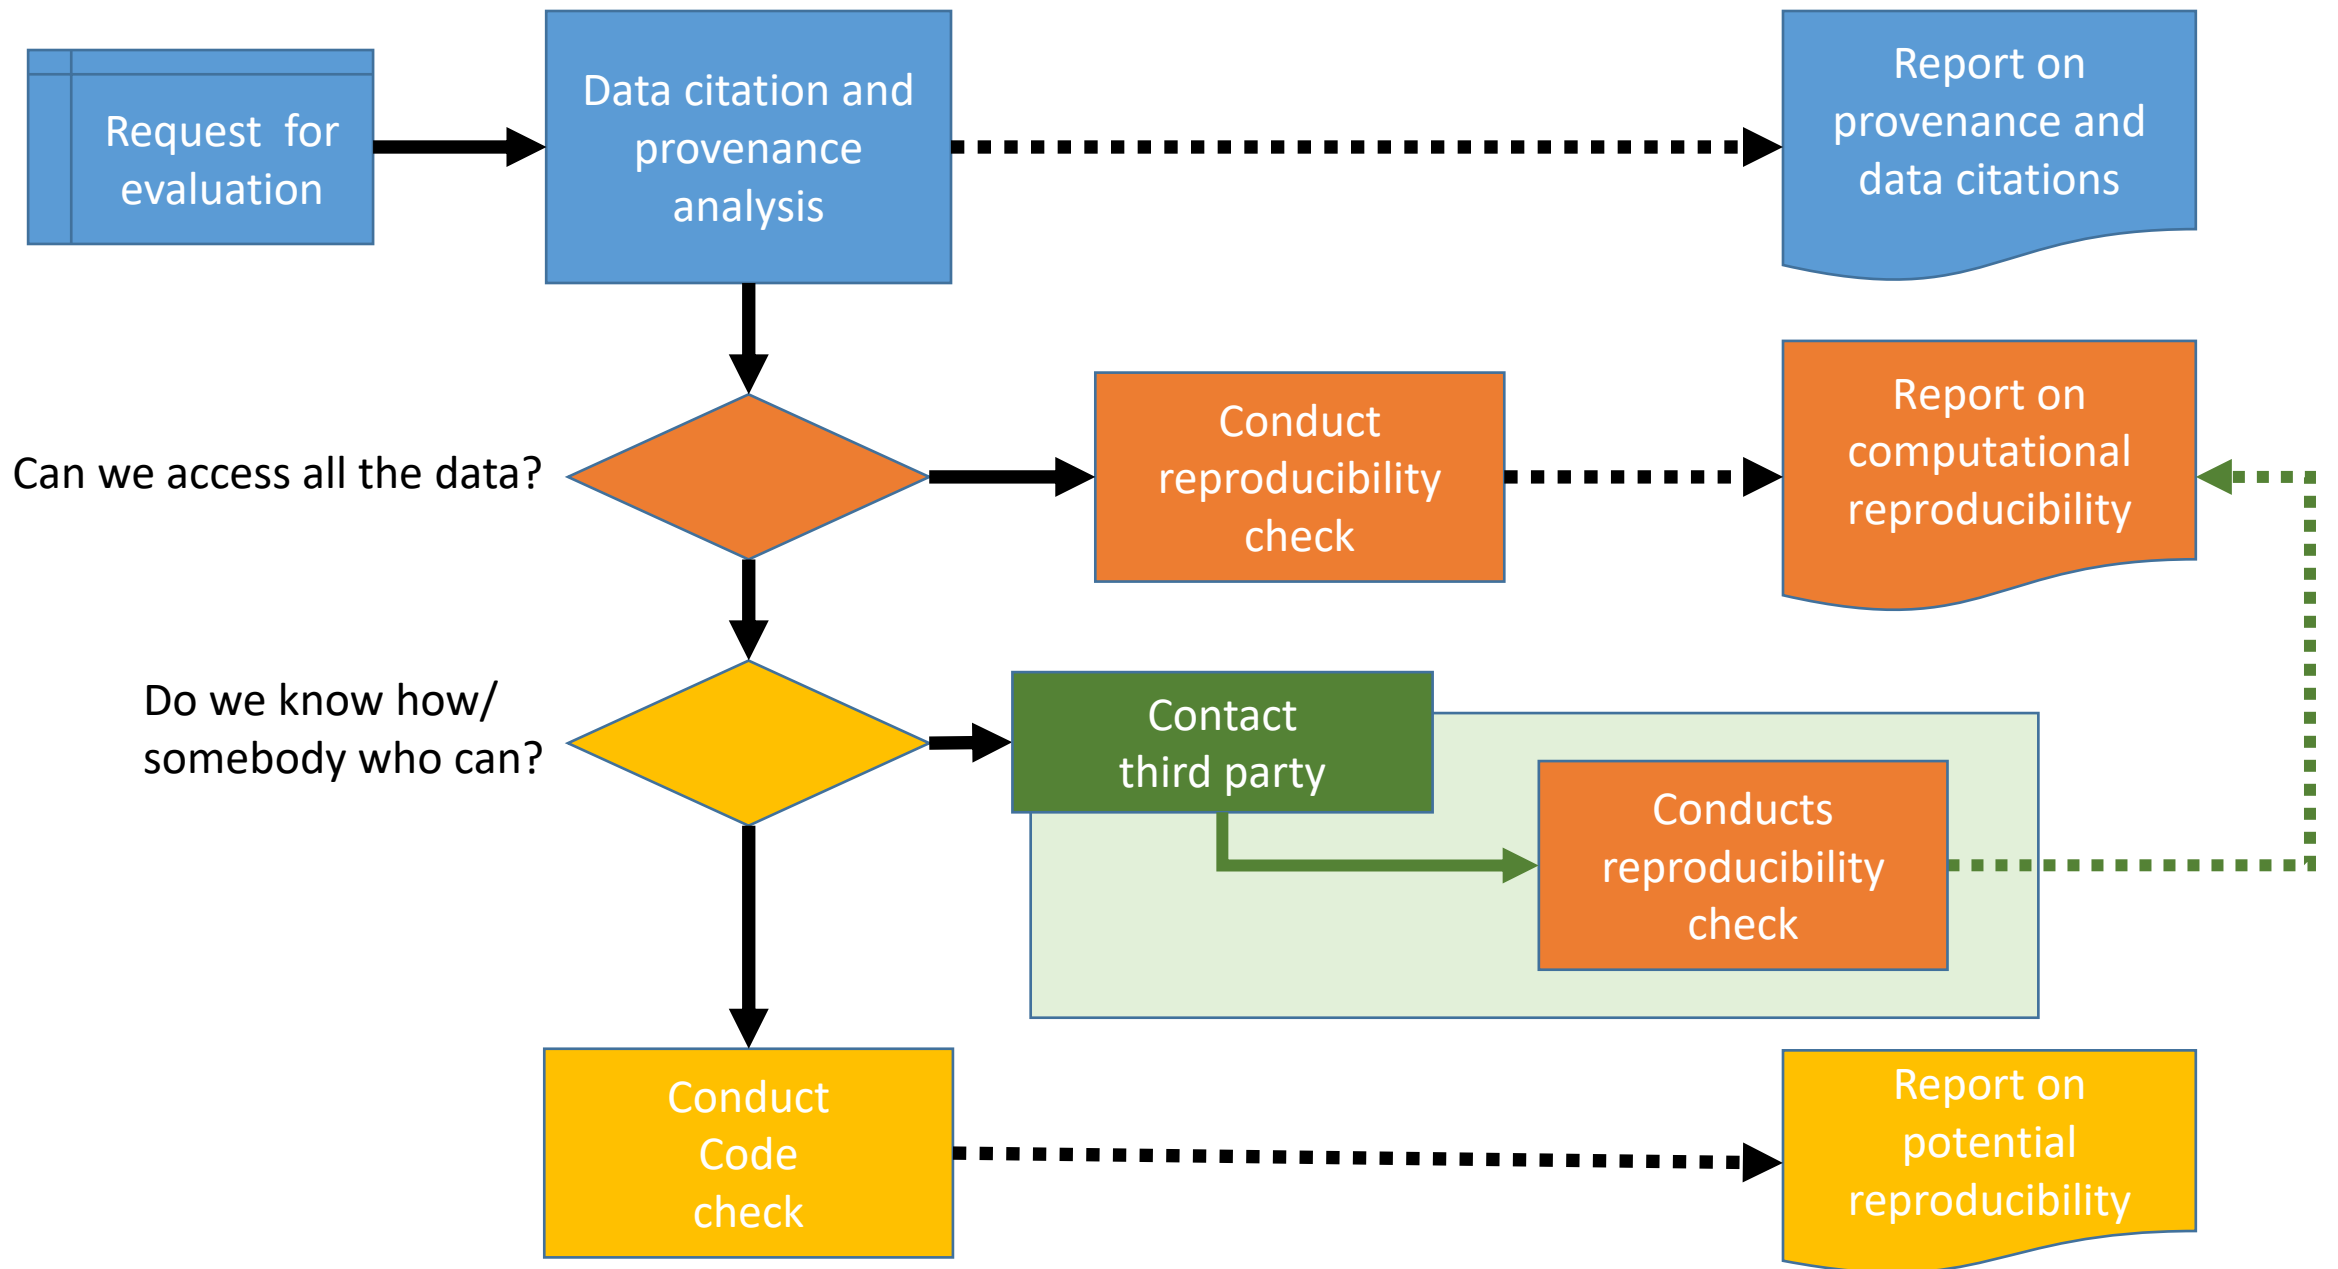 Request  for
evaluation
Data citation and
provenance
analysis
Report on
provenance and
data citations
Can we access all the data?
Conduct
reproducibility
check
Report on
computational
reproducibility
Do we know how/
somebody who can?
Contact
third party
Conducts
reproducibility
check
Conduct
Code
check
Report on
potential
reproducibility